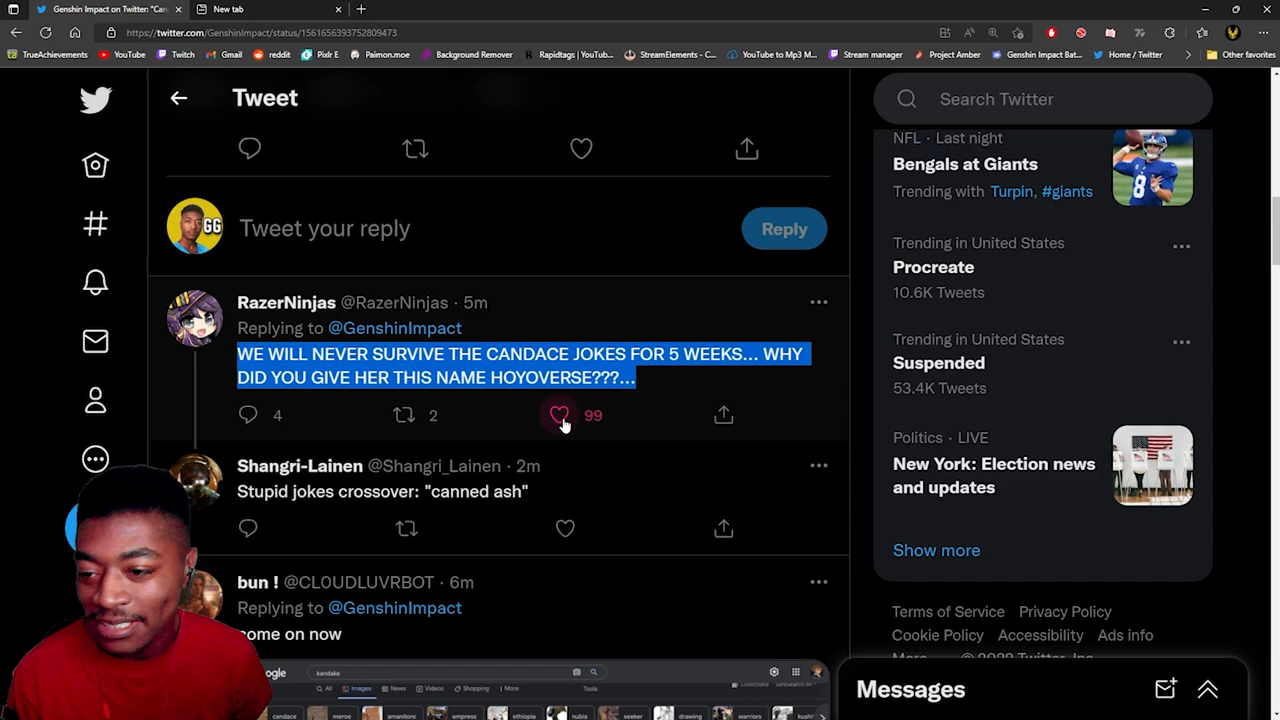 Genshin Impact on Twitter: "Can
New tab
https://twitter.com/GenshinImpact/status/1561656393752809473
TrueAchievements
YouTube
Twitch
Gmail
reddit
Pixlr E
Paimon.moe
Background Remover
Rapidtags | YouTub...
StreamElements - C...
YouTube to Mp3 M...
Stream manager
Project Amber
Genshin Impact Bat...
Home / Twitter
Other favorites
Tweet
GG
Tweet your reply
Reply
RazerNinjas @RazerNinjas · 5m
Replying to @GenshinImpact
WE WILL NEVER SURVIVE THE CANDACE JOKES FOR 5 WEEKS... WHY
DID YOU GIVE HER THIS NAME HOYOVERSE???...
4
2
99
Shangri-Lainen @Shangri_Lainen · 2m
Stupid jokes crossover: "canned ash"
bun ! @CL0UDLUVRBOT · 6m
Replying to @GenshinImpact
ome on now
kandake
All
Images
News
Videos
Shopping
More
Tools
candace
meroe
amanitore
empress
ethiopia
nubia
seeker
drawing
warriors
Search Twitter
NFL · Last night
Bengals at Giants
Trending with Turpin, #giants
8
Trending in United States
Procreate
10.6K Tweets
Trending in United States
Suspended
53.4K Tweets
Politics · LIVE
New York: Election news
and updates
Show more
Terms of Service Privacy Policy
Cookie Policy Accessibility Ads info
Messages